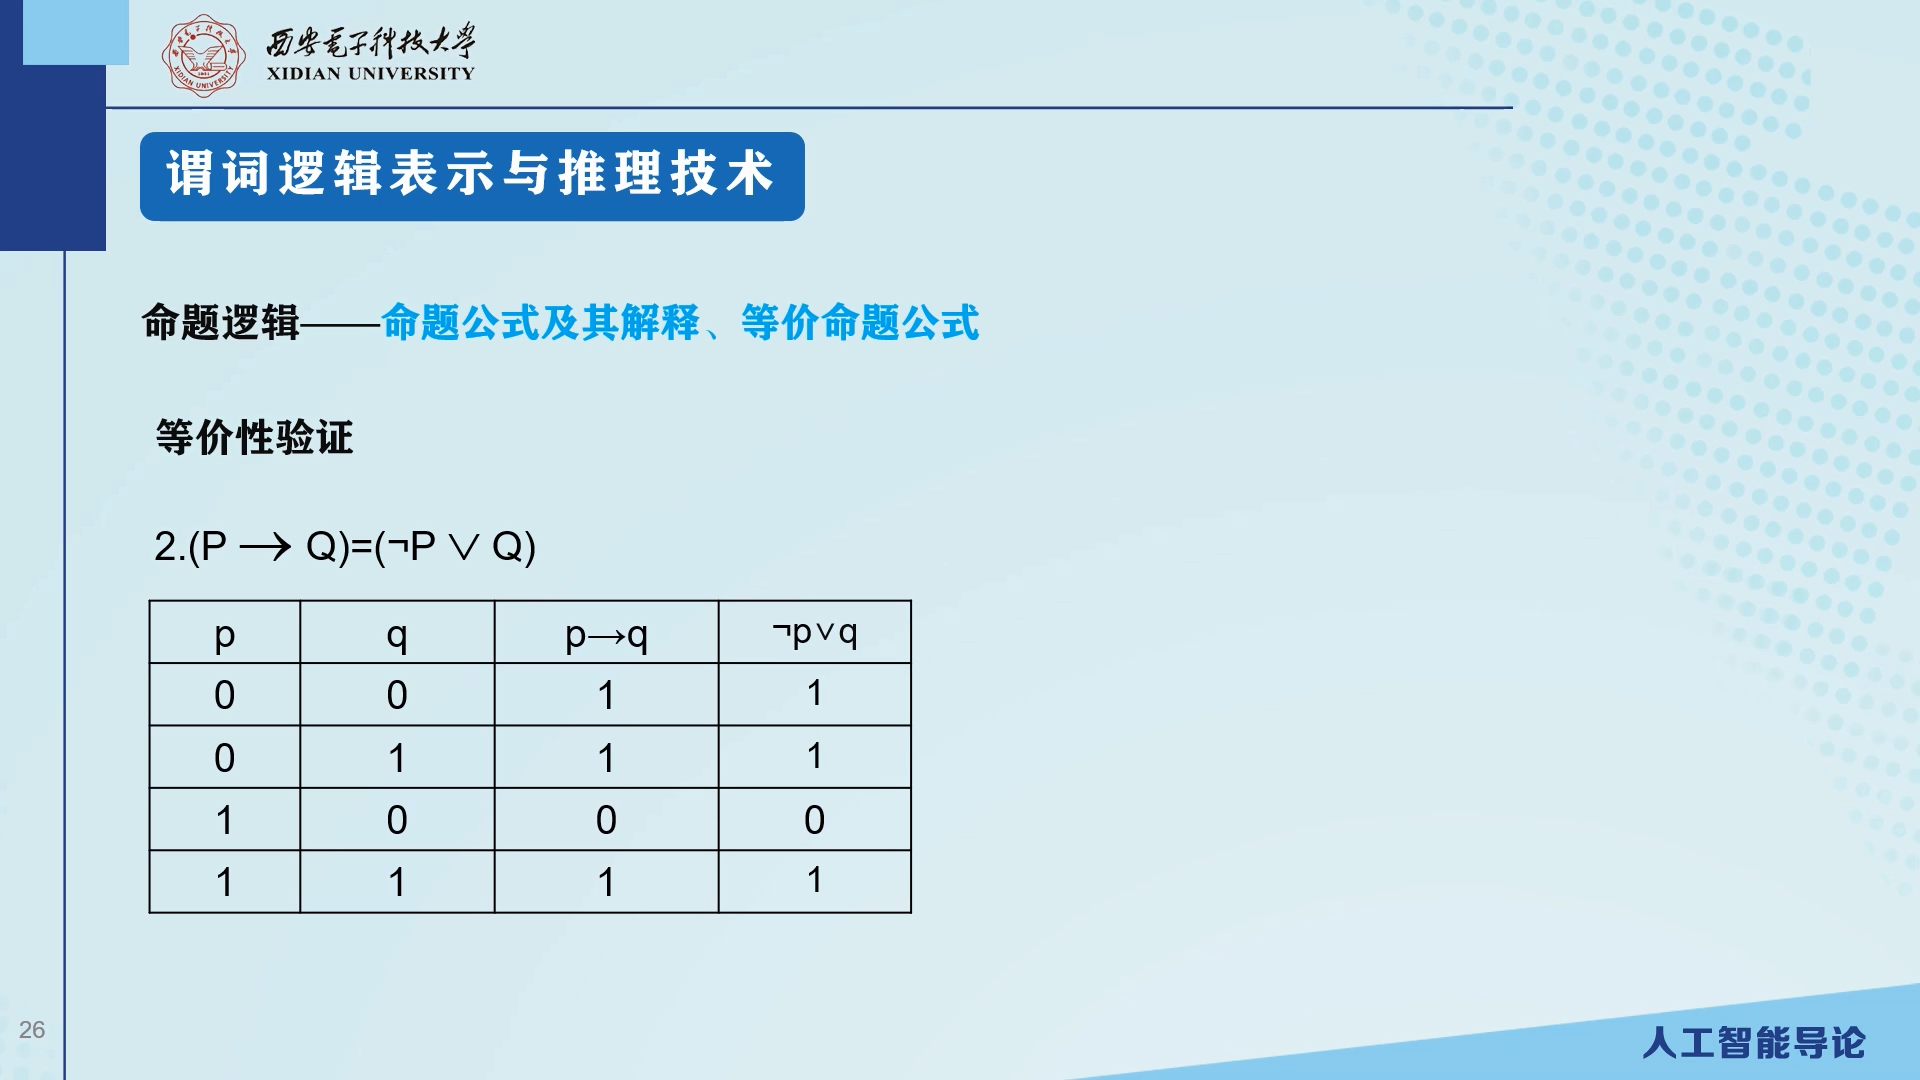 西安电子科技大学
XIDIAN UNIVERSITY
谓词逻辑表示与推理技术
命题逻辑——命题公式及其解释、等价命题公式
等价性验证
2.(P → Q)=(¬P ∨ Q)
p q p→q ¬p∨q
0 0 1 1
0 1 1 1
1 0 0 0
1 1 1 1
26
人工智能导论